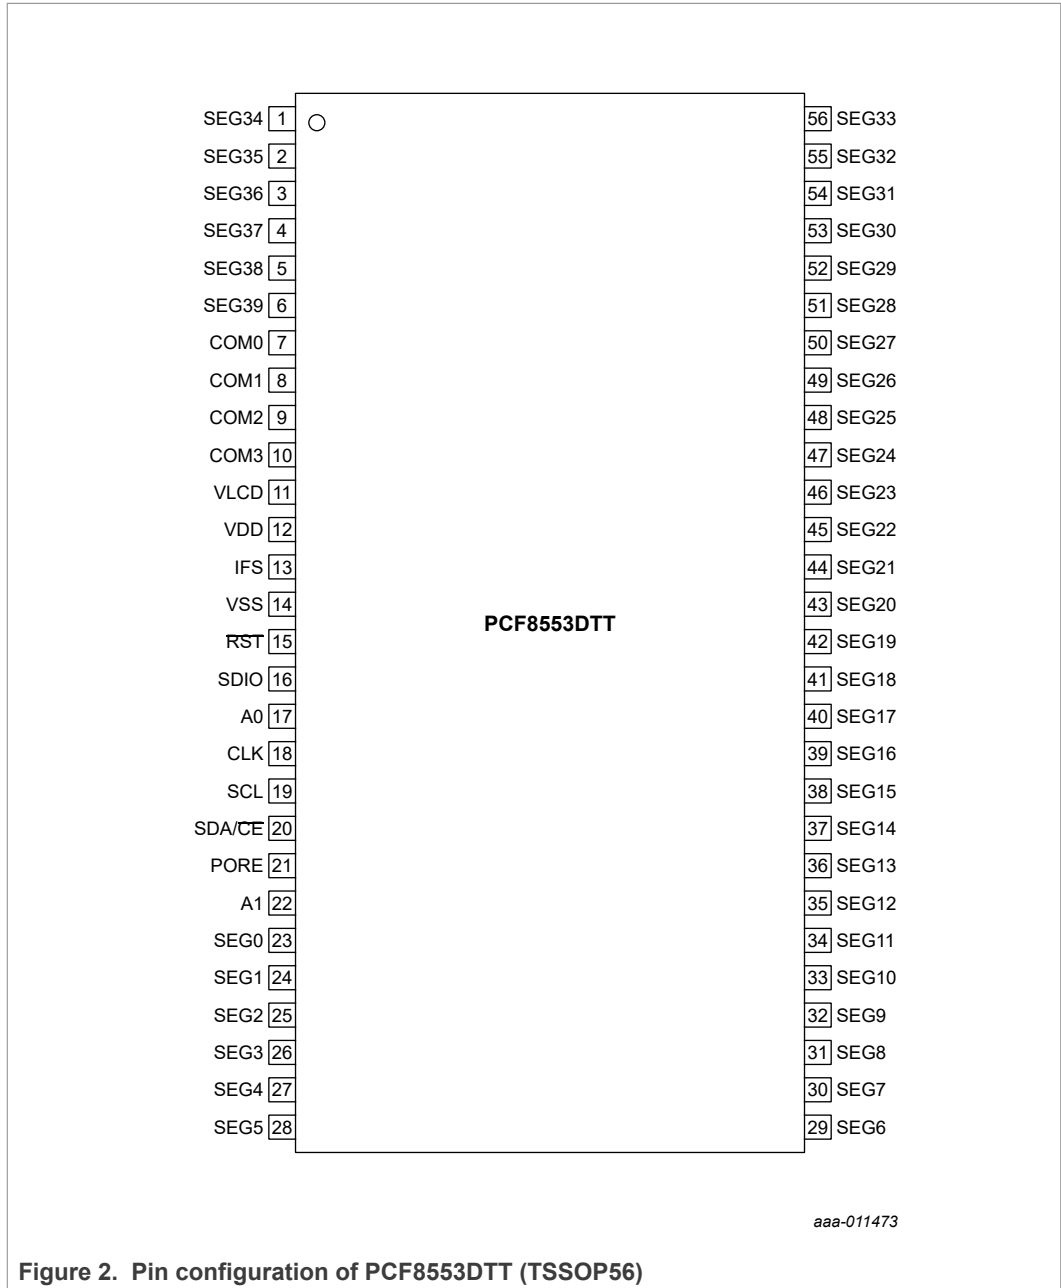 SEG34 1 56 SEG33
SEG35 2 55 SEG32
SEG36 3 54 SEG31
SEG37 4 53 SEG30
SEG38 5 52 SEG29
SEG39 6 51 SEG28
COM0 7 50 SEG27
COM1 8 49 SEG26
COM2 9 48 SEG25
COM3 10 47 SEG24
VLCD 11 46 SEG23
VDD 12 45 SEG22
IFS 13 44 SEG21
VSS 14 43 SEG20
PCF8553DTT
R̅S̅T̅ 15 42 SEG19
SDIO 16 41 SEG18
A0 17 40 SEG17
CLK 18 39 SEG16
SCL 19 38 SEG15
SDA/C̅E̅ 20 37 SEG14
PORE 21 36 SEG13
A1 22 35 SEG12
SEG0 23 34 SEG11
SEG1 24 33 SEG10
SEG2 25 32 SEG9
SEG3 26 31 SEG8
SEG4 27 30 SEG7
SEG5 28 29 SEG6
aaa-011473
Figure 2. Pin configuration of PCF8553DTT (TSSOP56)